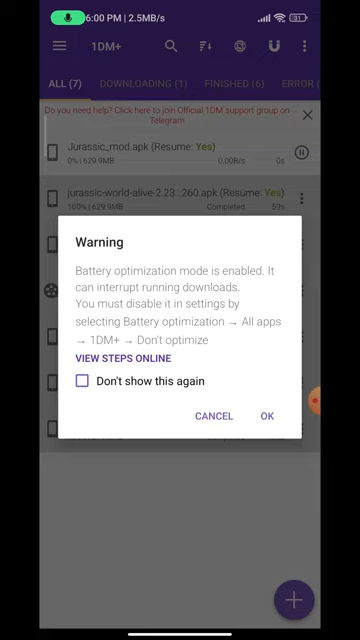 6:00 PM | 2.5MB/s
31
1DM+
ALL (7) DOWNLOADING (1) FINISHED (6) ERROR (
Do you need help? Click here to join Official-1DM support group on
Telegram
Jurassic_mod.apk (Resume: Yes)
0% | 629.9MB 0.00B/s 0s
jurassic-world-alive-2.23...260.apk (Resume: Yes)
100% | 629.9MB Completed 59s
Warning
Battery optimization mode is enabled. It
can interrupt running downloads.
You must disable it in settings by
selecting Battery optimization → All apps
→ 1DM+ → Don't optimize
VIEW STEPS ONLINE
Don't show this again
CANCEL OK